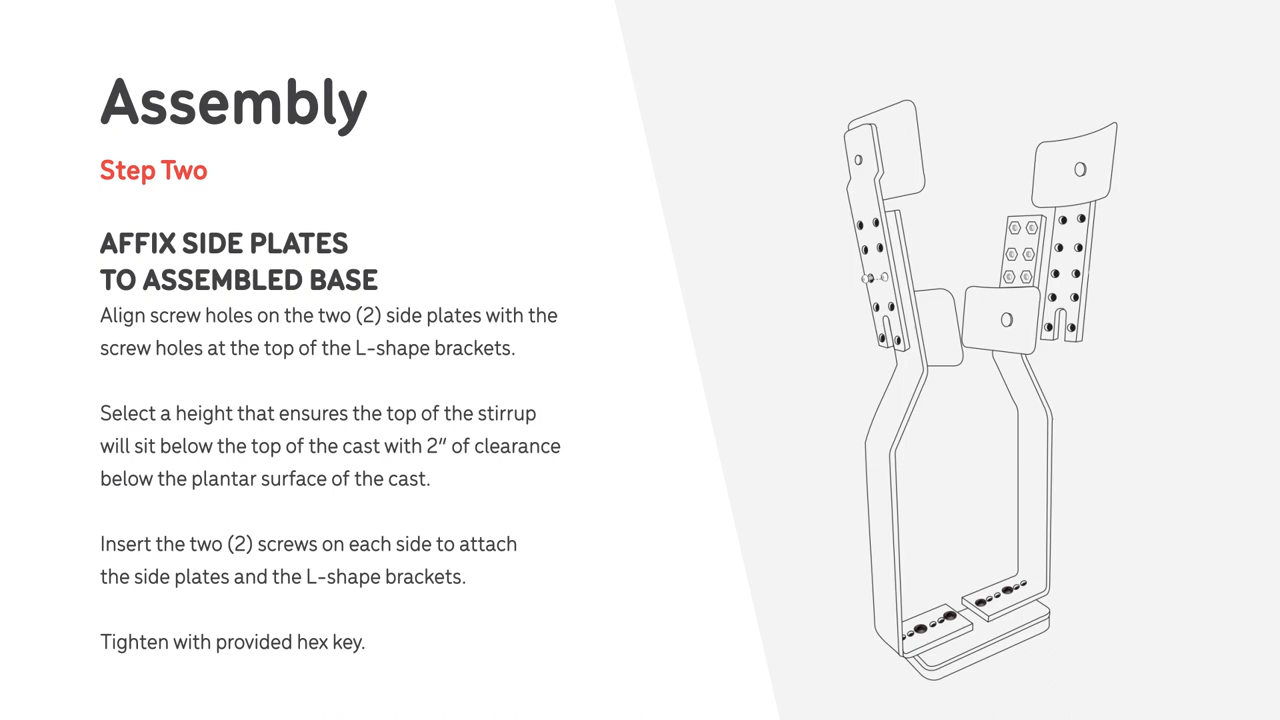 Assembly
Step Two
AFFIX SIDE PLATES
TO ASSEMBLED BASE
Align screw holes on the two (2) side plates with the
screw holes at the top of the L-shape brackets.
Select a height that ensures the top of the stirrup
will sit below the top of the cast with 2” of clearance
below the plantar surface of the cast.
Insert the two (2) screws on each side to attach
the side plates and the L-shape brackets.
Tighten with provided hex key.